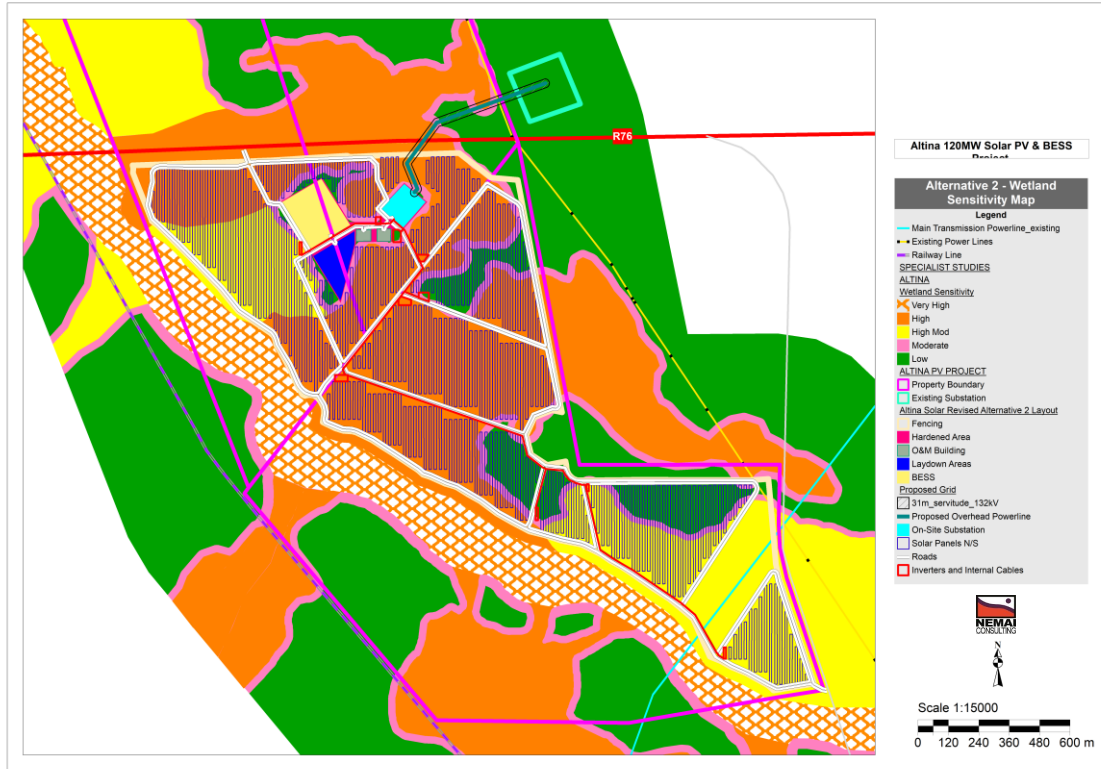 R76
Altina 120MW Solar PV & BESS
Project
Alternative 2 - Wetland
Sensitivity Map
Legend
Main Transmission Powerline_existing
Existing Power Lines
Railway Line
SPECIALIST STUDIES
ALTINA
Wetland Sensitivity
Very High
High
High Mod
Moderate
Low
ALTINA PV PROJECT
Property Boundary
Existing Substation
Altina Solar Revised Alternative 2 Layout
Fencing
Hardened Area
O&M Building
Laydown Areas
BESS
Proposed Grid
31m_servitude_132kV
Proposed Overhead Powerline
On-Site Substation
Solar Panels N/S
Roads
Inverters and Internal Cables
NEMAI
CONSULTING
N
Scale 1:15000
0 120 240 360 480 600 m